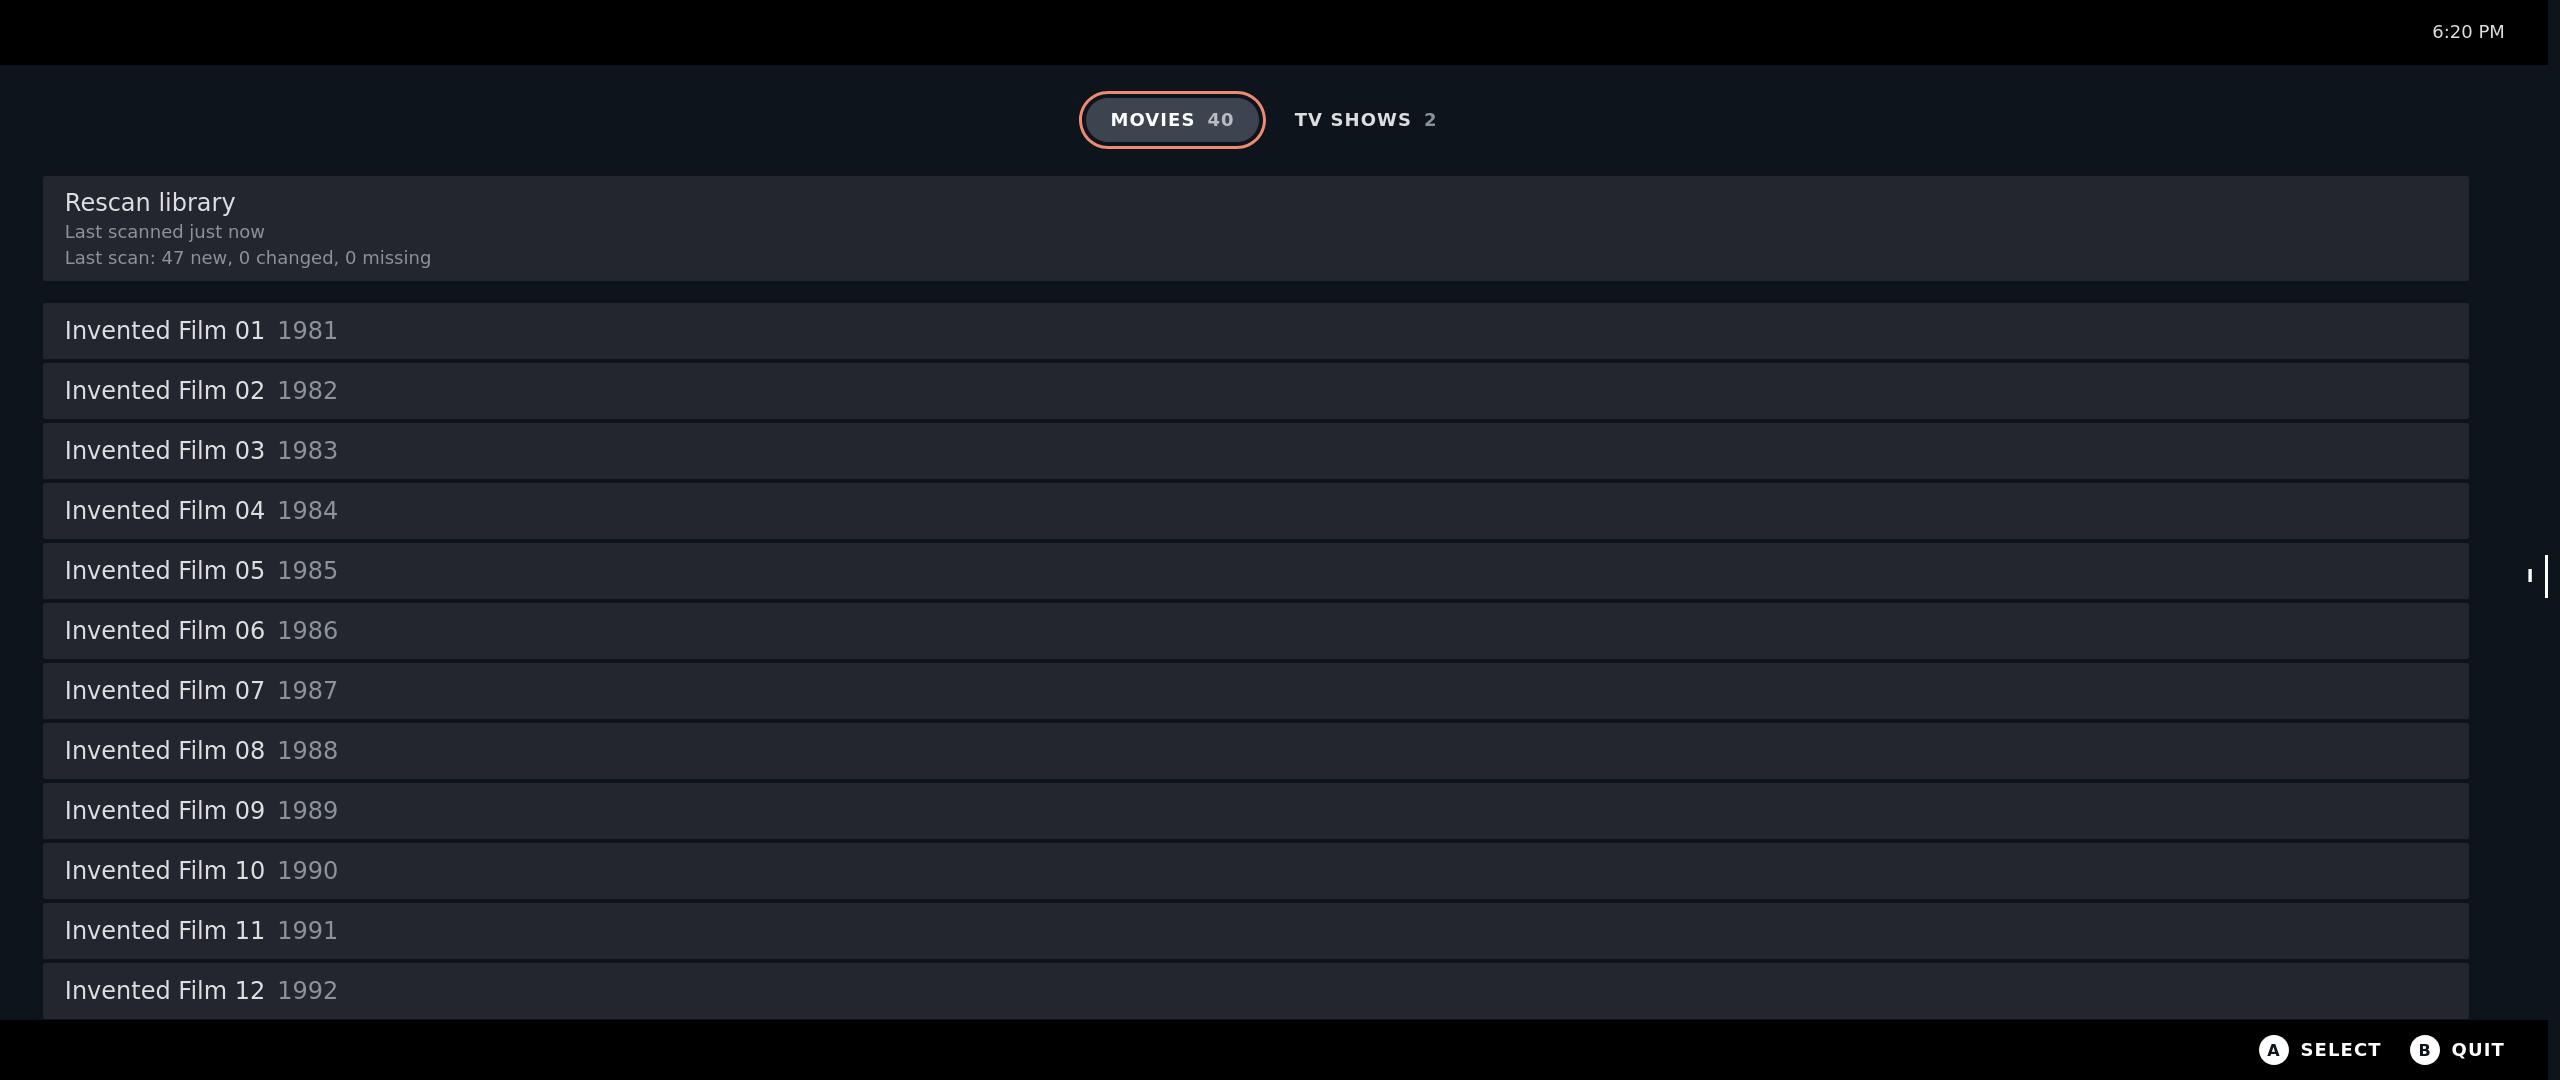 6:20 PM
MOVIES 40 TV SHOWS 2
Rescan library
Last scanned just now
Last scan: 47 new, 0 changed, 0 missing
Invented Film 01 1981
Invented Film 02 1982
Invented Film 03 1983
Invented Film 04 1984
Invented Film 05 1985
I
Invented Film 06 1986
Invented Film 07 1987
Invented Film 08 1988
Invented Film 09 1989
Invented Film 10 1990
Invented Film 11 1991
Invented Film 12 1992
A SELECT B QUIT